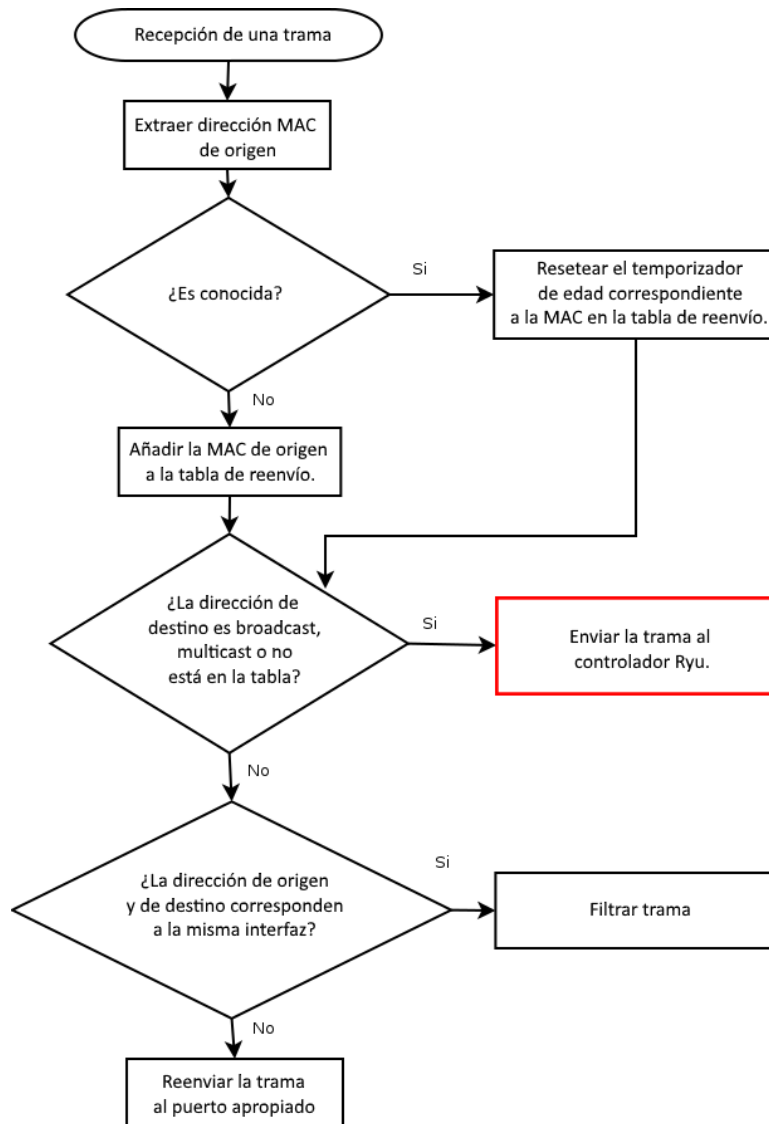 Recepción de una trama
Extraer dirección MAC
de origen
¿Es conocida?
Si
Resetear el temporizador
de edad correspondiente
a la MAC en la tabla de reenvío.
No
Añadir la MAC de origen
a la tabla de reenvío.
¿La dirección de
destino es broadcast,
multicast o no
está en la tabla?
Si
Enviar la trama al
controlador Ryu.
No
¿La dirección de origen
y de destino corresponden
a la misma interfaz?
Si
Filtrar trama
No
Reenviar la trama
al puerto apropiado